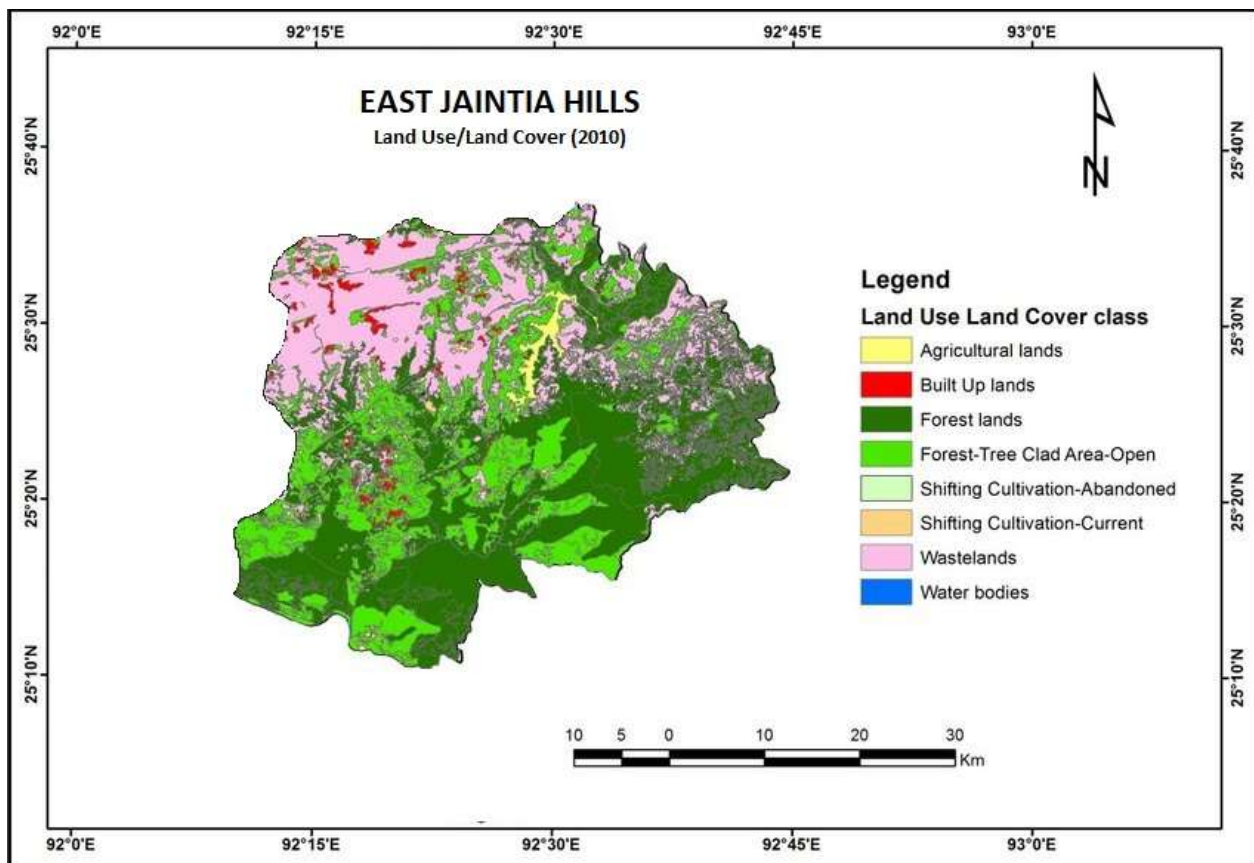 92°0'E 92°15'E 92°30'E 92°45'E 93°0'E
EAST JAINTIA HILLS
Land Use/Land Cover (2010)
N
25°40'N 25°40'N
25°30'N 25°30'N
25°20'N 25°20'N
25°10'N 25°10'N
Legend
Land Use Land Cover class
Agricultural lands
Built Up lands
Forest lands
Forest-Tree Clad Area-Open
Shifting Cultivation-Abandoned
Shifting Cultivation-Current
Wastelands
Water bodies
10 5 0 10 20 30
Km
92°0'E 92°15'E 92°30'E 92°45'E 93°0'E